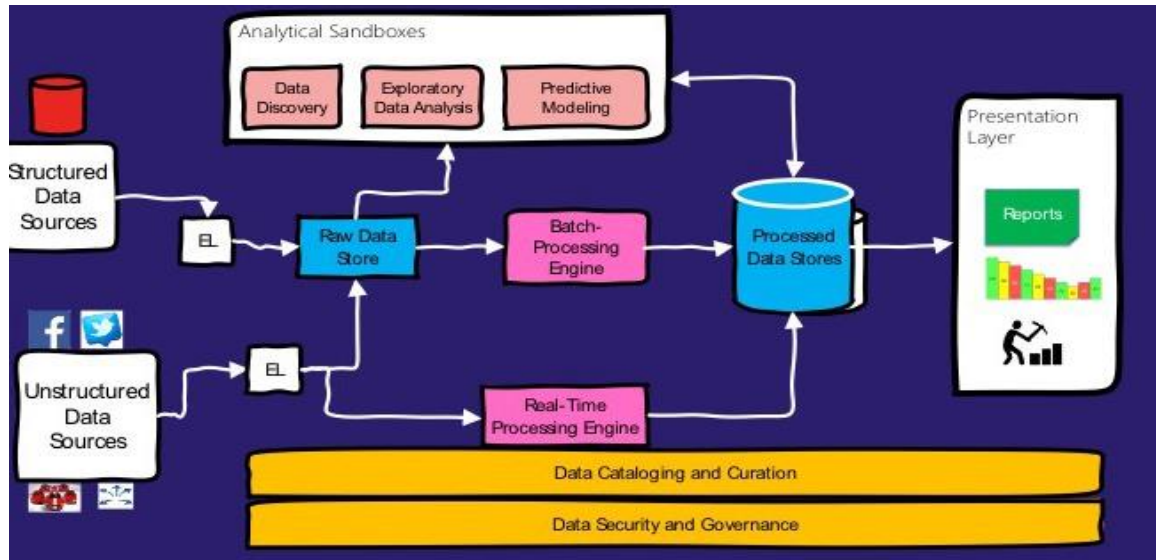 Analytical Sandboxes
Data
Discovery
Exploratory
Data Analysis
Predictive
Modeling
Presentation
Layer
Structured
Data
Sources
EL
Raw Data
Store
Batch-
Processing
Engine
Processed
Data Stores
Reports
f
Unstructured
Data
Sources
EL
Real-Time
Processing Engine
Data Cataloging and Curation
Data Security and Governance